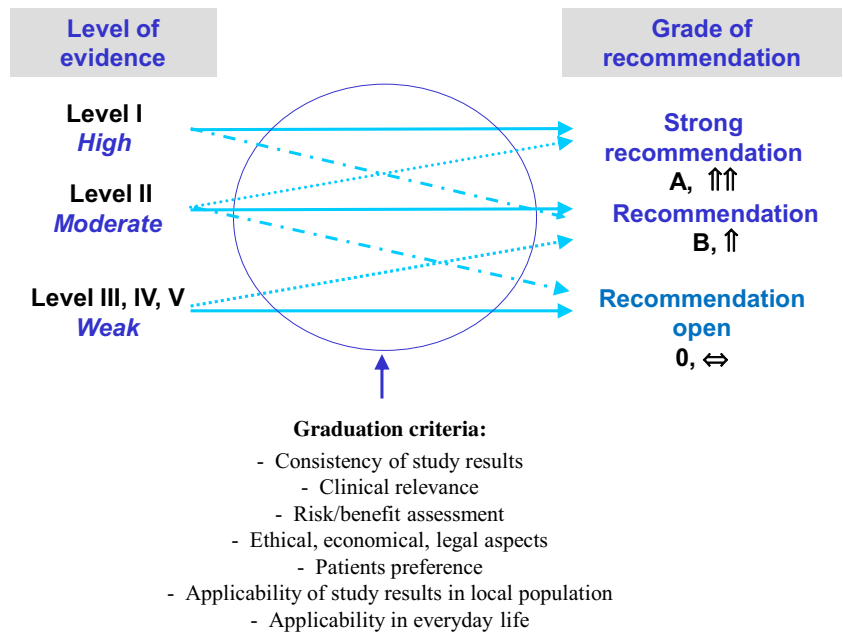 Level of
evidence
Grade of
recommendation
Level I
High
Level II
Moderate
Level III, IV, V
Weak
Strong
recommendation
A, ⇑⇑
Recommendation
B, ⇑
Recommendation
open
0, ⇔
Graduation criteria:
- Consistency of study results
- Clinical relevance
- Risk/benefit assessment
- Ethical, economical, legal aspects
- Patients preference
- Applicability of study results in local population
- Applicability in everyday life